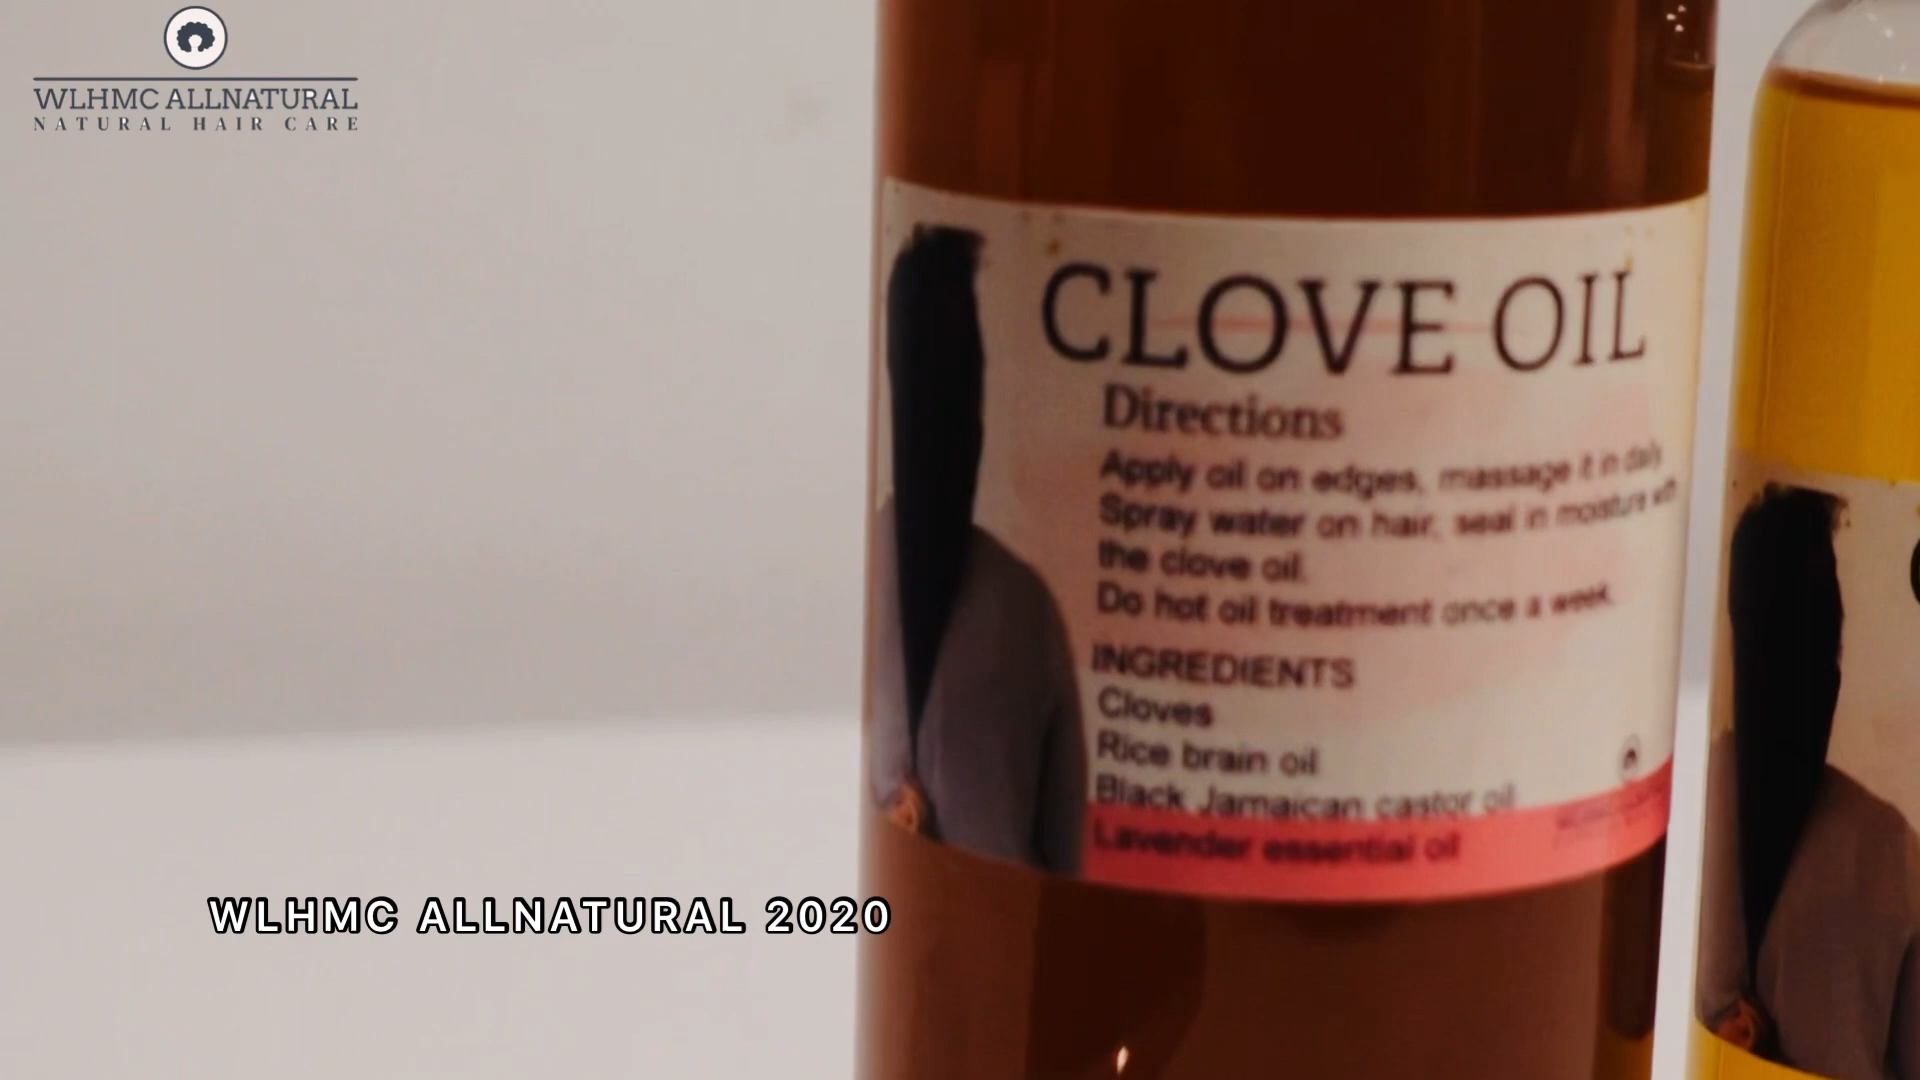 WLHMC ALLNATURAL
NATURAL HAIR CARE
CLOVE OIL
Directions
Apply oil on edges, massage it in daily
Spray water on hair, seal in moisture with
the clove oil.
Do hot oil treatment once a week.
INGREDIENTS
Cloves
Rice brain oil
Black Jamaican castor oil
Lavender essential oil
WLHMC ALLNATURAL 2020